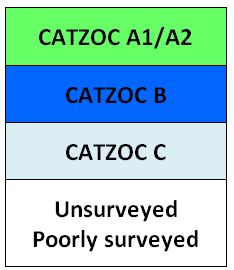 CATZOC A1/A2
CATZOC B
CATZOC C
Unsurveyed
Poorly surveyed